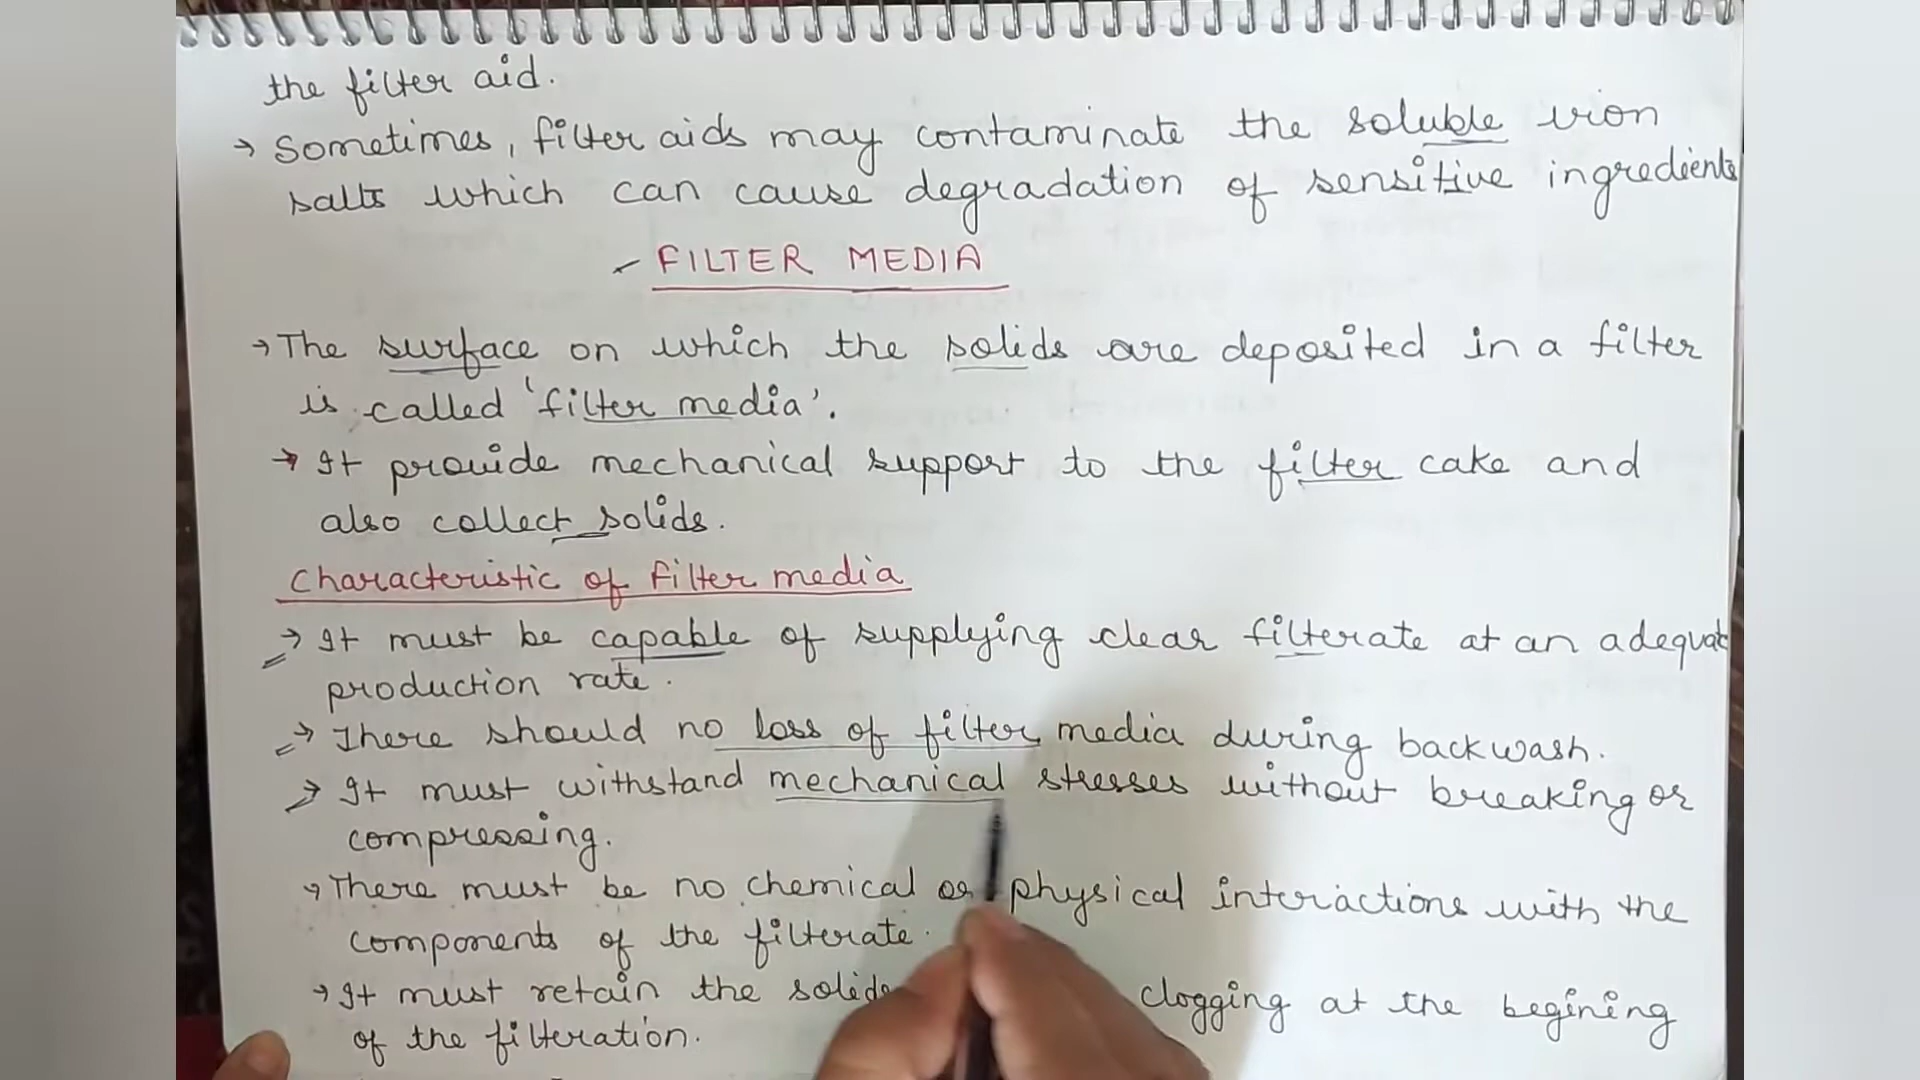 the filter aid.
→ Sometimes, filter aids may contaminate the soluble iron
salts which can cause degradation of sensitive ingredients
FILTER MEDIA
→ The surface on which the solids are deposited in a filter
is called 'filter media'.
→ It provide mechanical support to the filter cake and
also collect solids.
Characteristic of filter media
→ It must be capable of supplying clear filterate at an adequat
production rate.
→ There should no loss of filter media during backwash.
→ It must withstand mechanical stresses without breaking or
compressing.
→ There must be no chemical or physical interactions with the
components of the filterate.
→ It must retain the solids clogging at the begining
of the filteration.